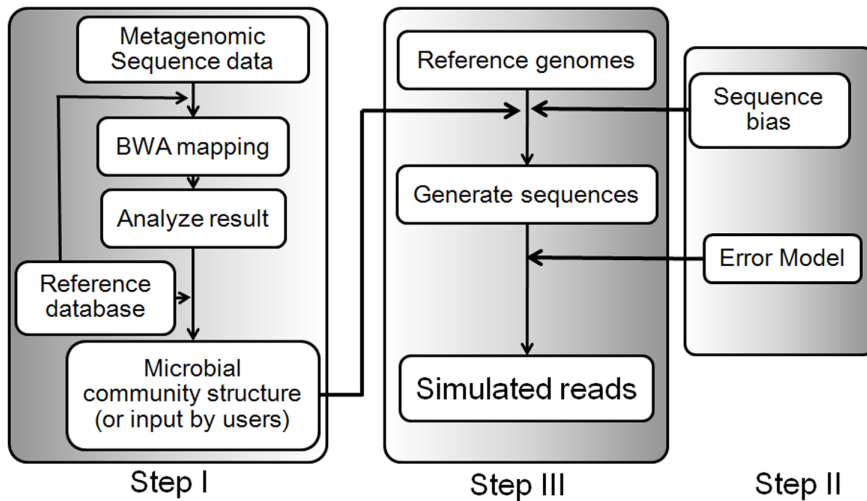 Metagenomic
Sequence data
BWA mapping
Analyze result
Reference
database
Microbial
community structure
(or input by users)
Step I
Reference genomes
Generate sequences
Simulated reads
Step III
Sequence
bias
Error Model
Step II